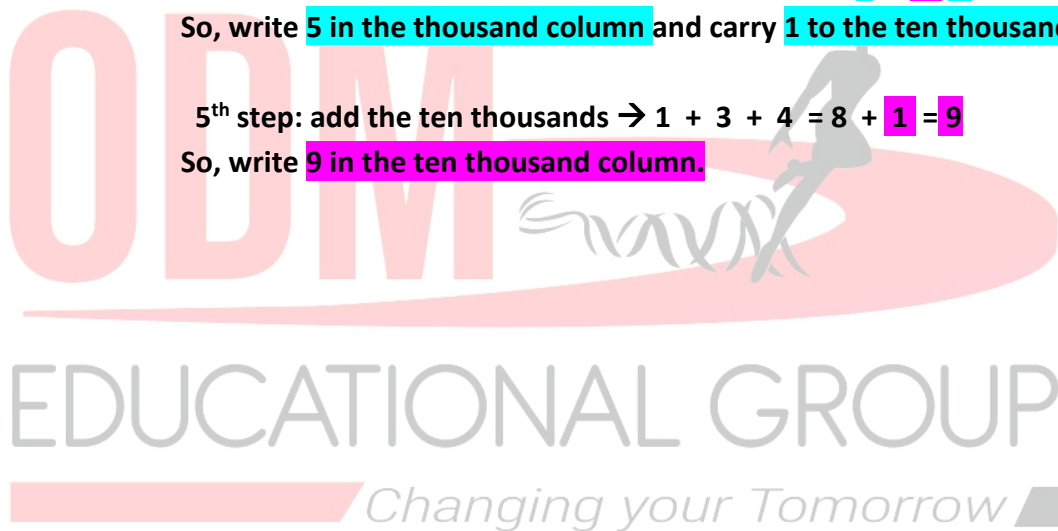 So, write 5 in the thousand column and carry 1 to the ten thousand
5th step: add the ten thousands → 1 + 3 + 4 = 8 + 1 = 9
So, write 9 in the ten thousand column.
ODM
EDUCATIONAL GROUP
Changing your Tomorrow